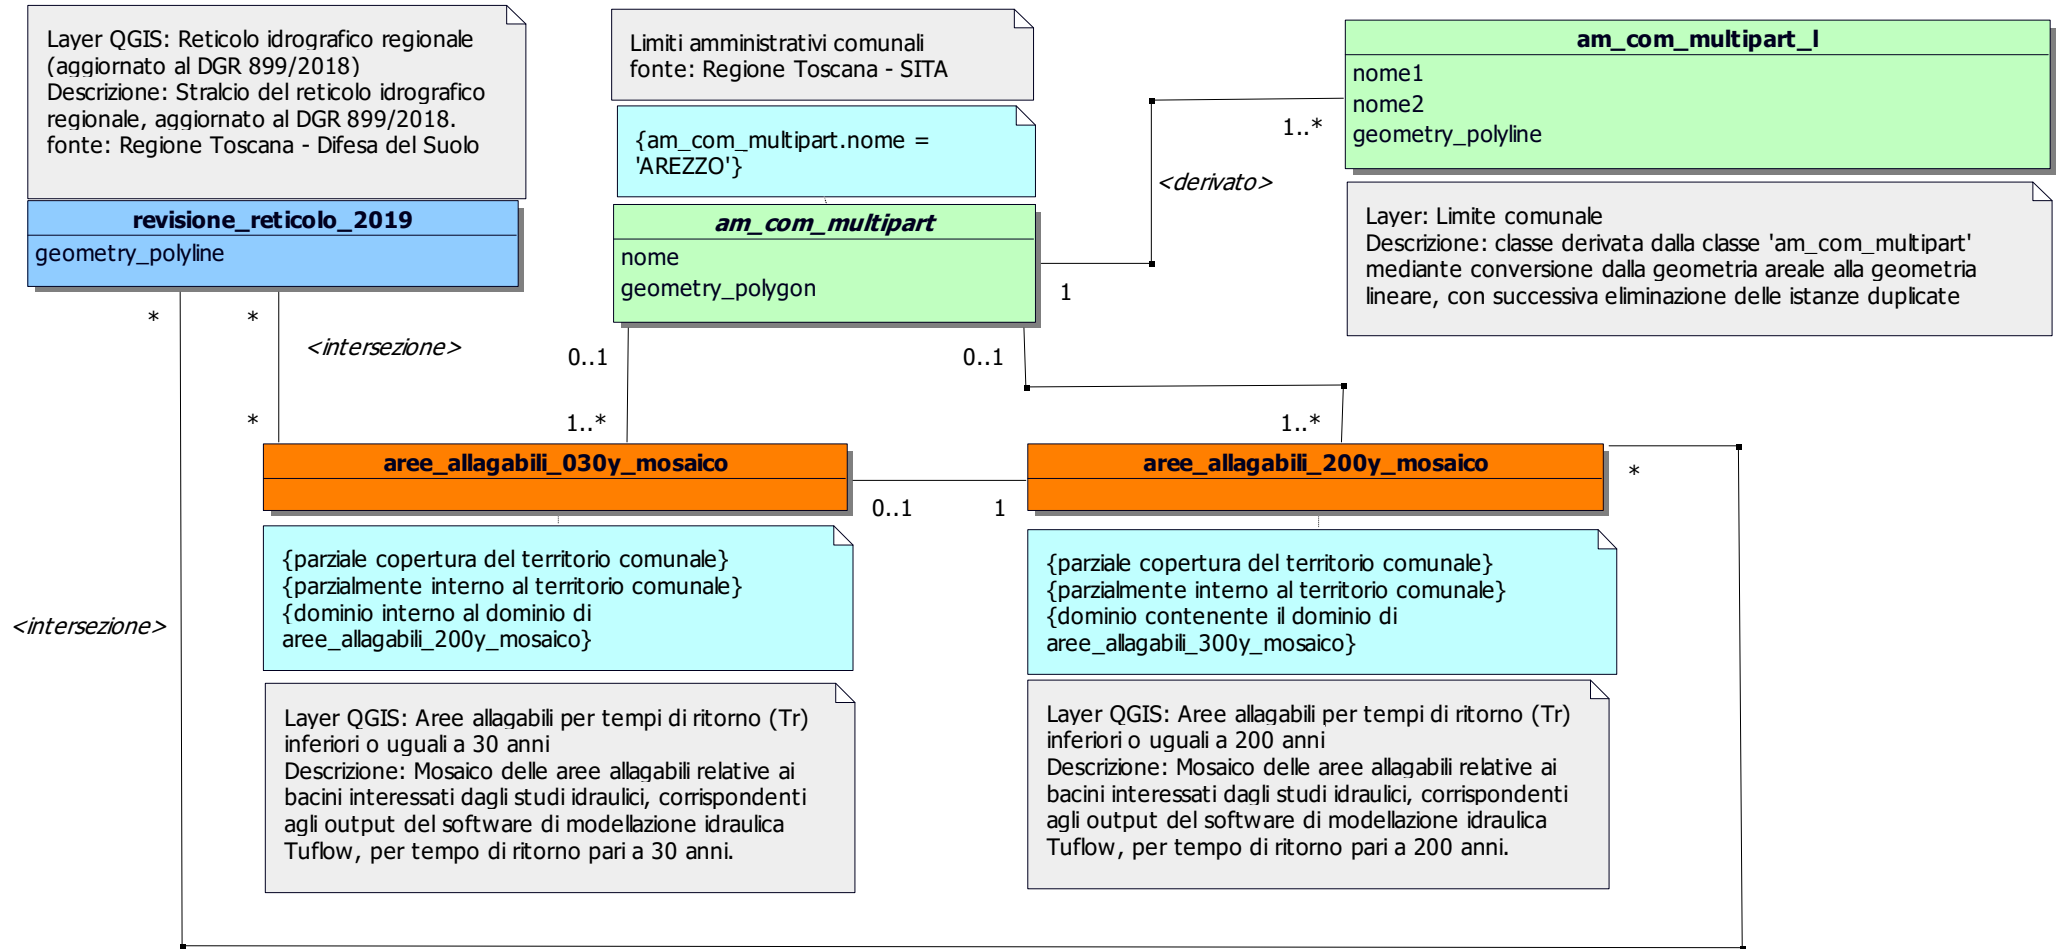 Layer QGIS: Reticolo idrografico regionale
(aggiornato al DGR 899/2018)
Descrizione: Stralcio del reticolo idrografico
regionale, aggiornato al DGR 899/2018.
fonte: Regione Toscana - Difesa del Suolo
revisione_reticolo_2019
geometry_polyline
Limiti amministrativi comunali
fonte: Regione Toscana - SITA
{am_com_multipart.nome =
'AREZZO'}
am_com_multipart
nome
geometry_polygon
am_com_multipart_l
nome1
nome2
geometry_polyline
1..*
<derivato>
1
Layer: Limite comunale
Descrizione: classe derivata dalla classe 'am_com_multipart'
mediante conversione dalla geometria areale alla geometria
lineare, con successiva eliminazione delle istanze duplicate
*
*
<intersezione>
0..1
0..1
*
1..*
1..*
aree_allagabili_030y_mosaico
0..1
1
aree_allagabili_200y_mosaico
*
{parziale copertura del territorio comunale}
{parzialmente interno al territorio comunale}
{dominio interno al dominio di
aree_allagabili_200y_mosaico}
{parziale copertura del territorio comunale}
{parzialmente interno al territorio comunale}
{dominio contenente il dominio di
aree_allagabili_300y_mosaico}
<intersezione>
Layer QGIS: Aree allagabili per tempi di ritorno (Tr)
inferiori o uguali a 30 anni
Descrizione: Mosaico delle aree allagabili relative ai
bacini interessati dagli studi idraulici, corrispondenti
agli output del software di modellazione idraulica
Tuflow, per tempo di ritorno pari a 30 anni.
Layer QGIS: Aree allagabili per tempi di ritorno (Tr)
inferiori o uguali a 200 anni
Descrizione: Mosaico delle aree allagabili relative ai
bacini interessati dagli studi idraulici, corrispondenti
agli output del software di modellazione idraulica
Tuflow, per tempo di ritorno pari a 200 anni.